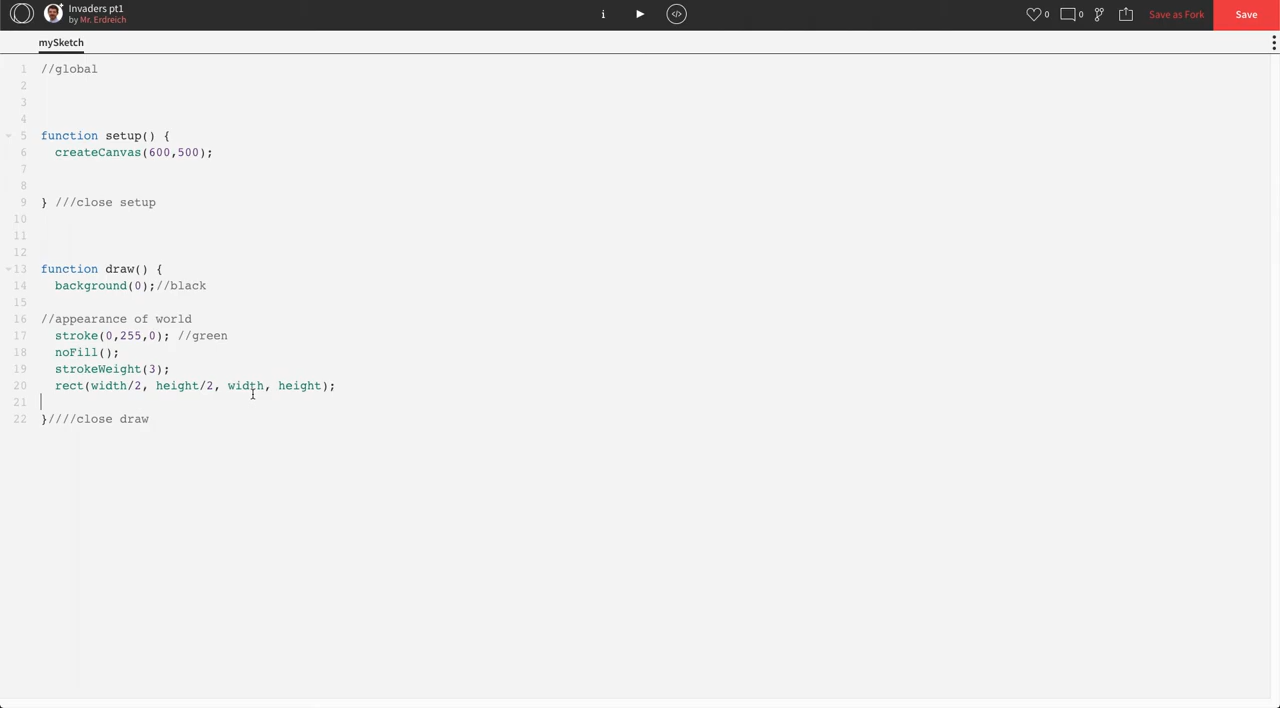 Invaders pt1
by Mr. Erdreich
i
0
0
Save as Fork
Save
mySketch
1 //global
2
3
4
5 function setup() {
6 createCanvas(600,500);
7
8
9 } ///close setup
10
11
12
13 function draw() {
14 background(0);//black
15
16 //appearance of world
17 stroke(0,255,0); //green
18 noFill();
19 strokeWeight(3);
20 rect(width/2, height/2, width, height);
21
22 }////close draw